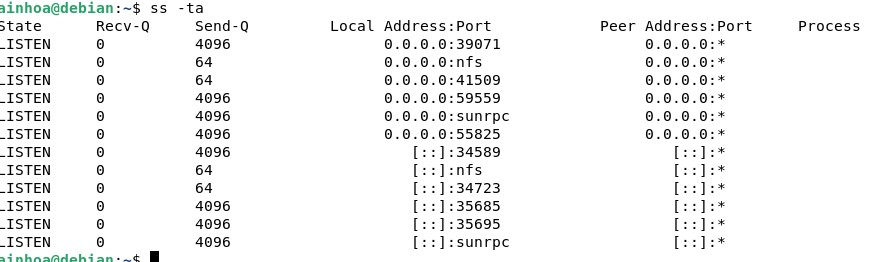 ainhoa@debian:~$ ss -ta
State Recv-Q Send-Q Local Address:Port Peer Address:Port Process
LISTEN 0 4096 0.0.0.0:39071 0.0.0.0:*
LISTEN 0 64 0.0.0.0:nfs 0.0.0.0:*
LISTEN 0 64 0.0.0.0:41509 0.0.0.0:*
LISTEN 0 4096 0.0.0.0:59559 0.0.0.0:*
LISTEN 0 4096 0.0.0.0:sunrpc 0.0.0.0:*
LISTEN 0 4096 0.0.0.0:55825 0.0.0.0:*
LISTEN 0 4096 [::]:34589 [::]:*
LISTEN 0 64 [::]:nfs [::]:*
LISTEN 0 64 [::]:34723 [::]:*
LISTEN 0 4096 [::]:35685 [::]:*
LISTEN 0 4096 [::]:35695 [::]:*
LISTEN 0 4096 [::]:sunrpc [::]:*
ainhoa@debian:~$